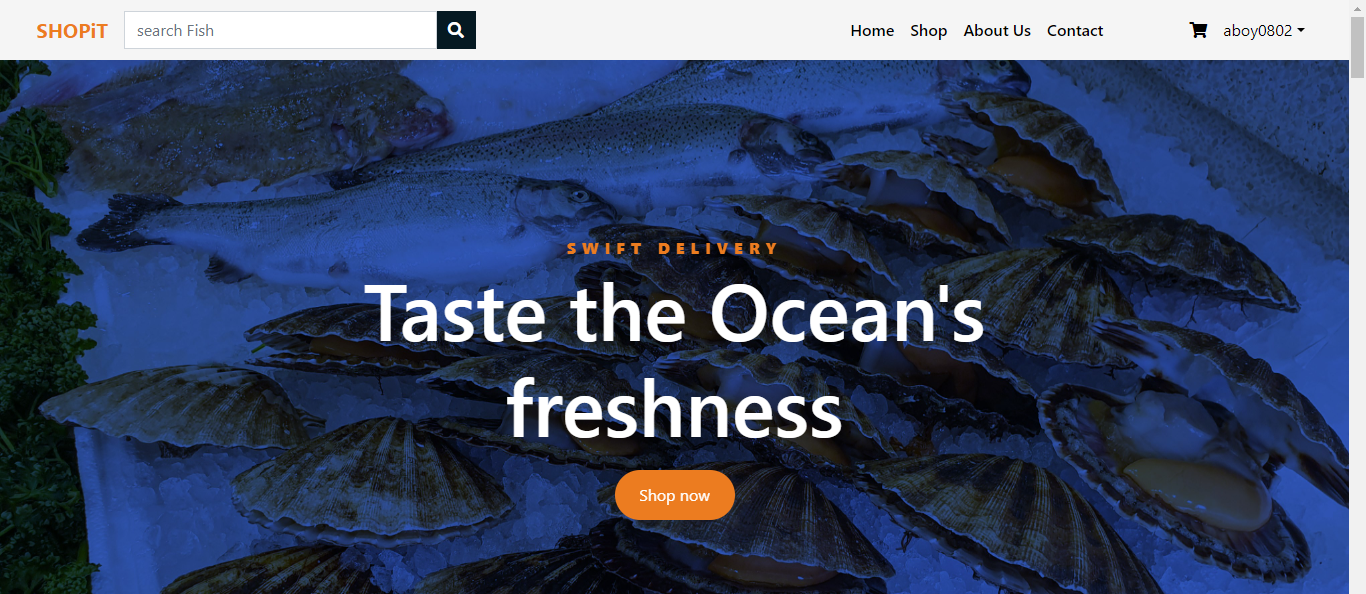 SHOPiT
search Fish
Home Shop About Us Contact
aboy0802
SWIFT DELIVERY
Taste the Ocean's
freshness
Shop now